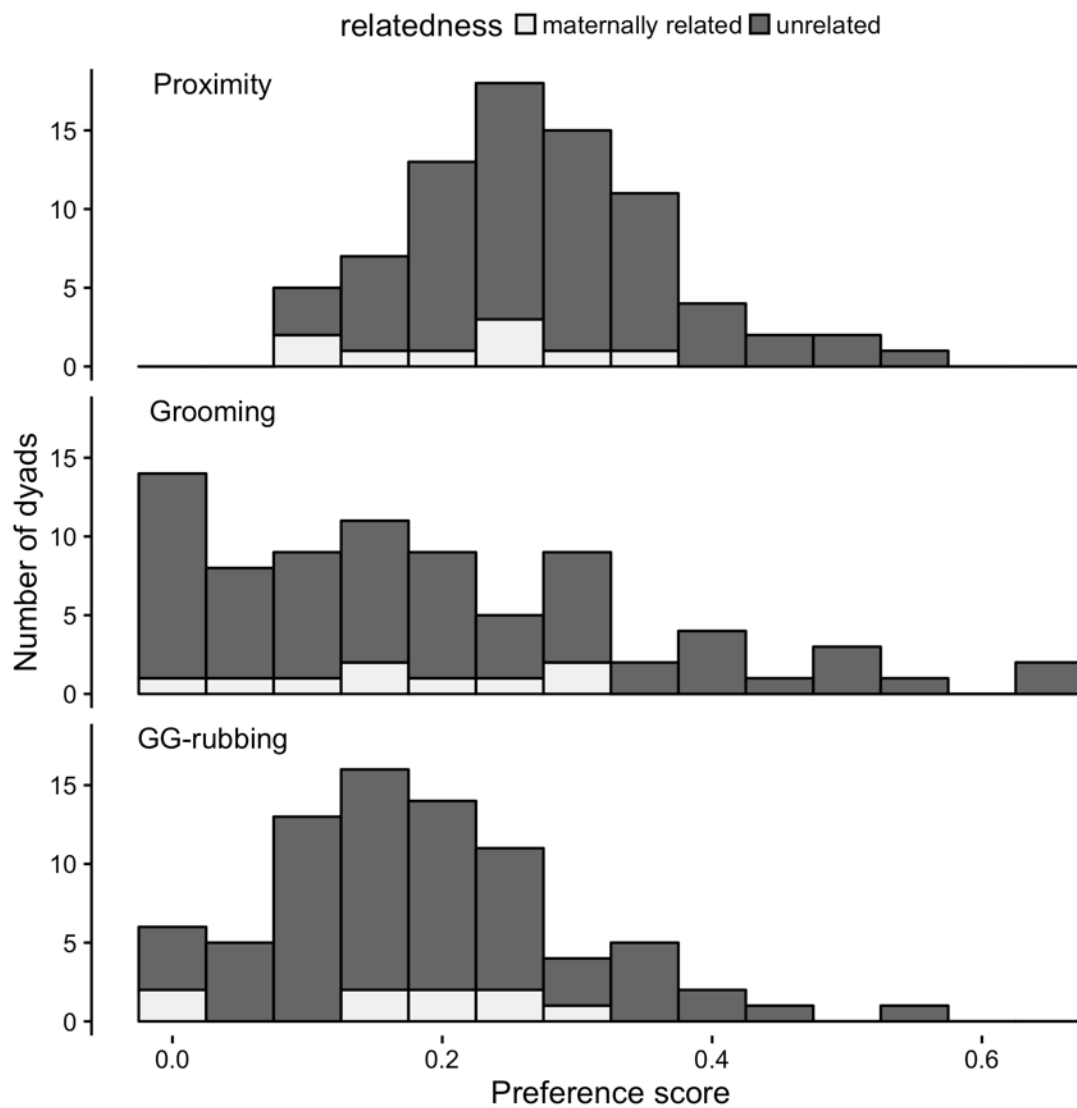 relatedness maternally related unrelated
Proximity
15
10
5
0
Grooming
15
10
5
0
GG-rubbing
15
10
5
0
Number of dyads
0.0 0.2 0.4 0.6
Preference score